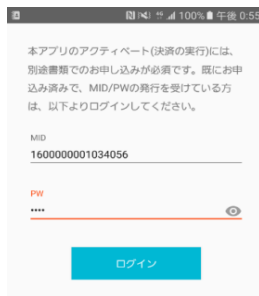 100% 午後 0:55
本アプリのアクティベート(決済の実行)には、
別途書類でのお申し込みが必須です。既にお申
込み済みで、MID/PWの発行を受けている方
は、以下よりログインしてください。
MID
1600000001034056
PW
••••
ログイン